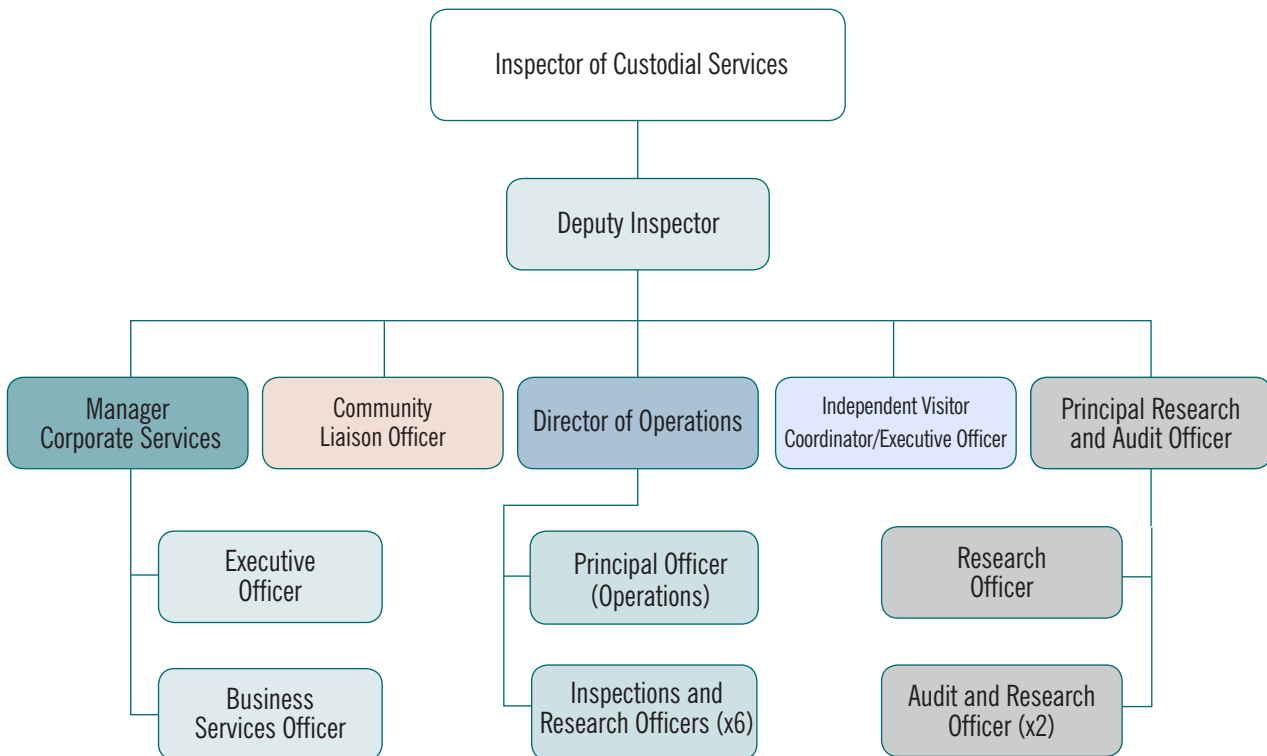 Inspector of Custodial Services
Deputy Inspector
Manager
Corporate Services
Community
Liaison Officer
Director of Operations
Independent Visitor
Coordinator/Executive Officer
Principal Research
and Audit Officer
Executive
Officer
Principal Officer
(Operations)
Research
Officer
Business
Services Officer
Inspections and
Research Officers (x6)
Audit and Research
Officer (x2)